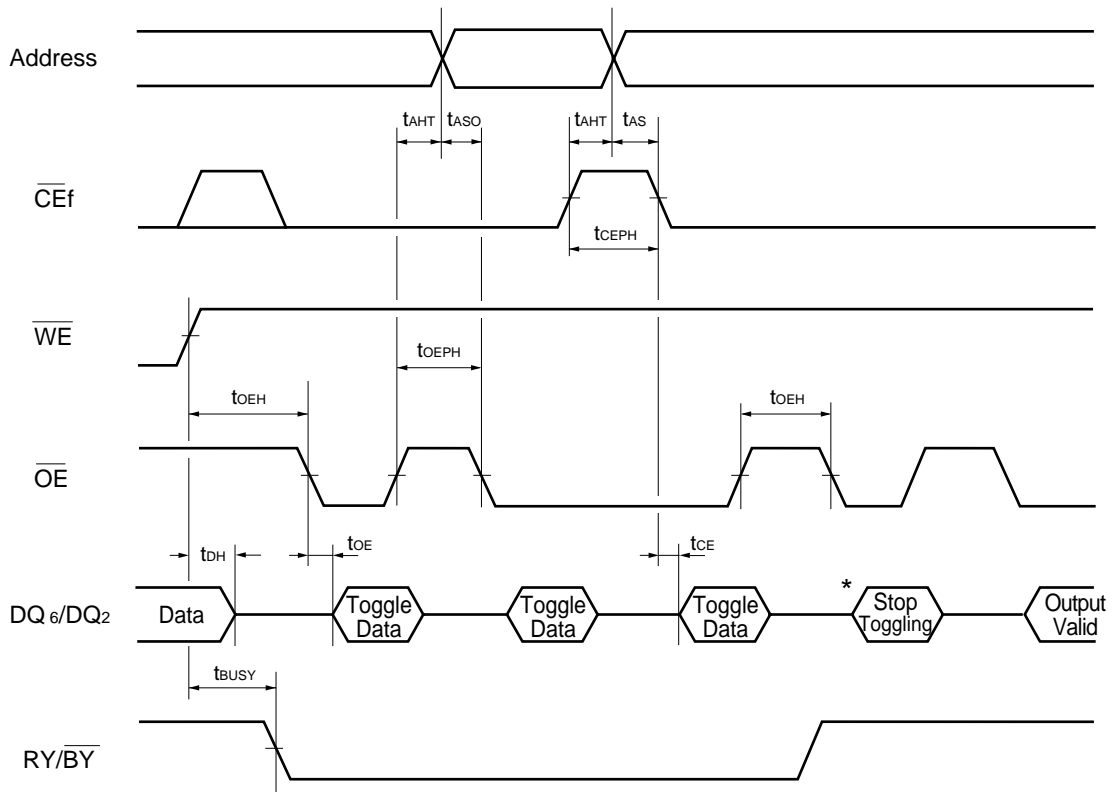 Address
tAHT tASO tAHT tAS
CEf
tCEPH
WE
tOEPH
tOEH tOEH
OE
tDH tOE tCE
*
DQ6/DQ2 Data Toggle Data Toggle Data Toggle Data Stop Toggling Output Valid
tBUSY
RY/BY